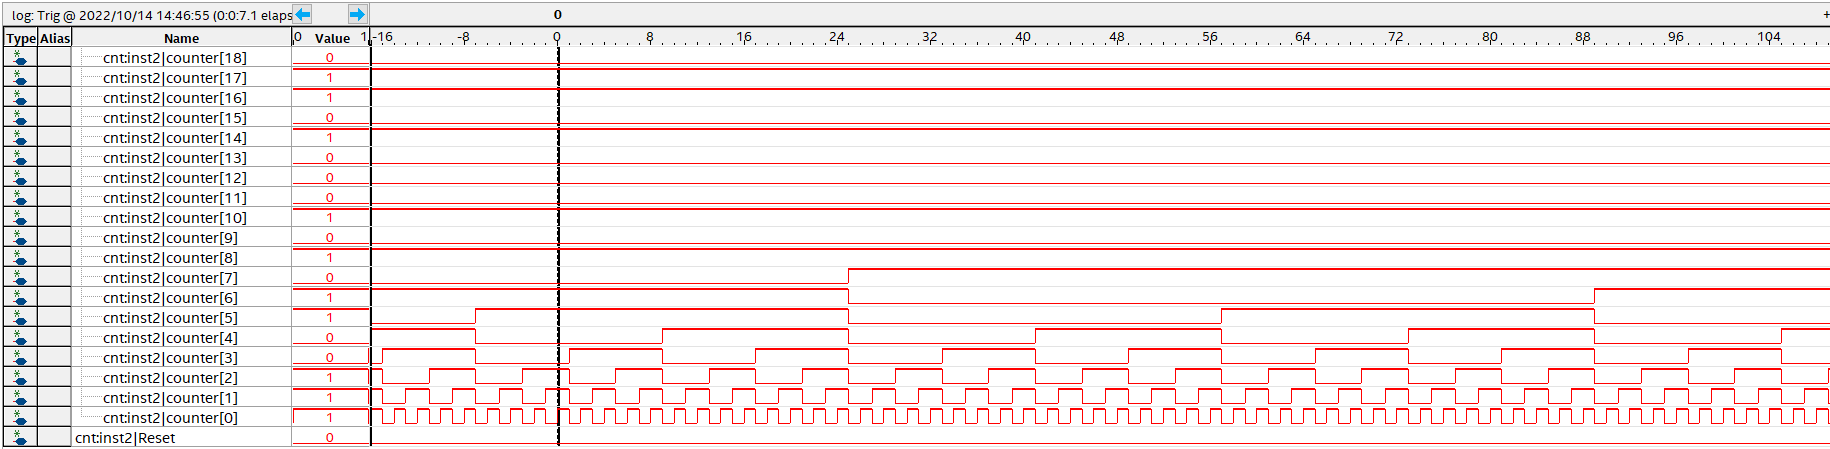 log: Trig @ 2022/10/14 14:46:55 (0:0:7.1 elaps 0 +
Type Alias Name 0 Value 1 -16 -8 0 8 16 24 32 40 48 56 64 72 80 88 96 104
cnt:inst2|counter[18] 0
cnt:inst2|counter[17] 1
cnt:inst2|counter[16] 1
cnt:inst2|counter[15] 0
cnt:inst2|counter[14] 1
cnt:inst2|counter[13] 0
cnt:inst2|counter[12] 0
cnt:inst2|counter[11] 0
cnt:inst2|counter[10] 1
cnt:inst2|counter[9] 0
cnt:inst2|counter[8] 1
cnt:inst2|counter[7] 0
cnt:inst2|counter[6] 1
cnt:inst2|counter[5] 1
cnt:inst2|counter[4] 0
cnt:inst2|counter[3] 0
cnt:inst2|counter[2] 1
cnt:inst2|counter[1] 1
cnt:inst2|counter[0] 1
cnt:inst2|Reset 0